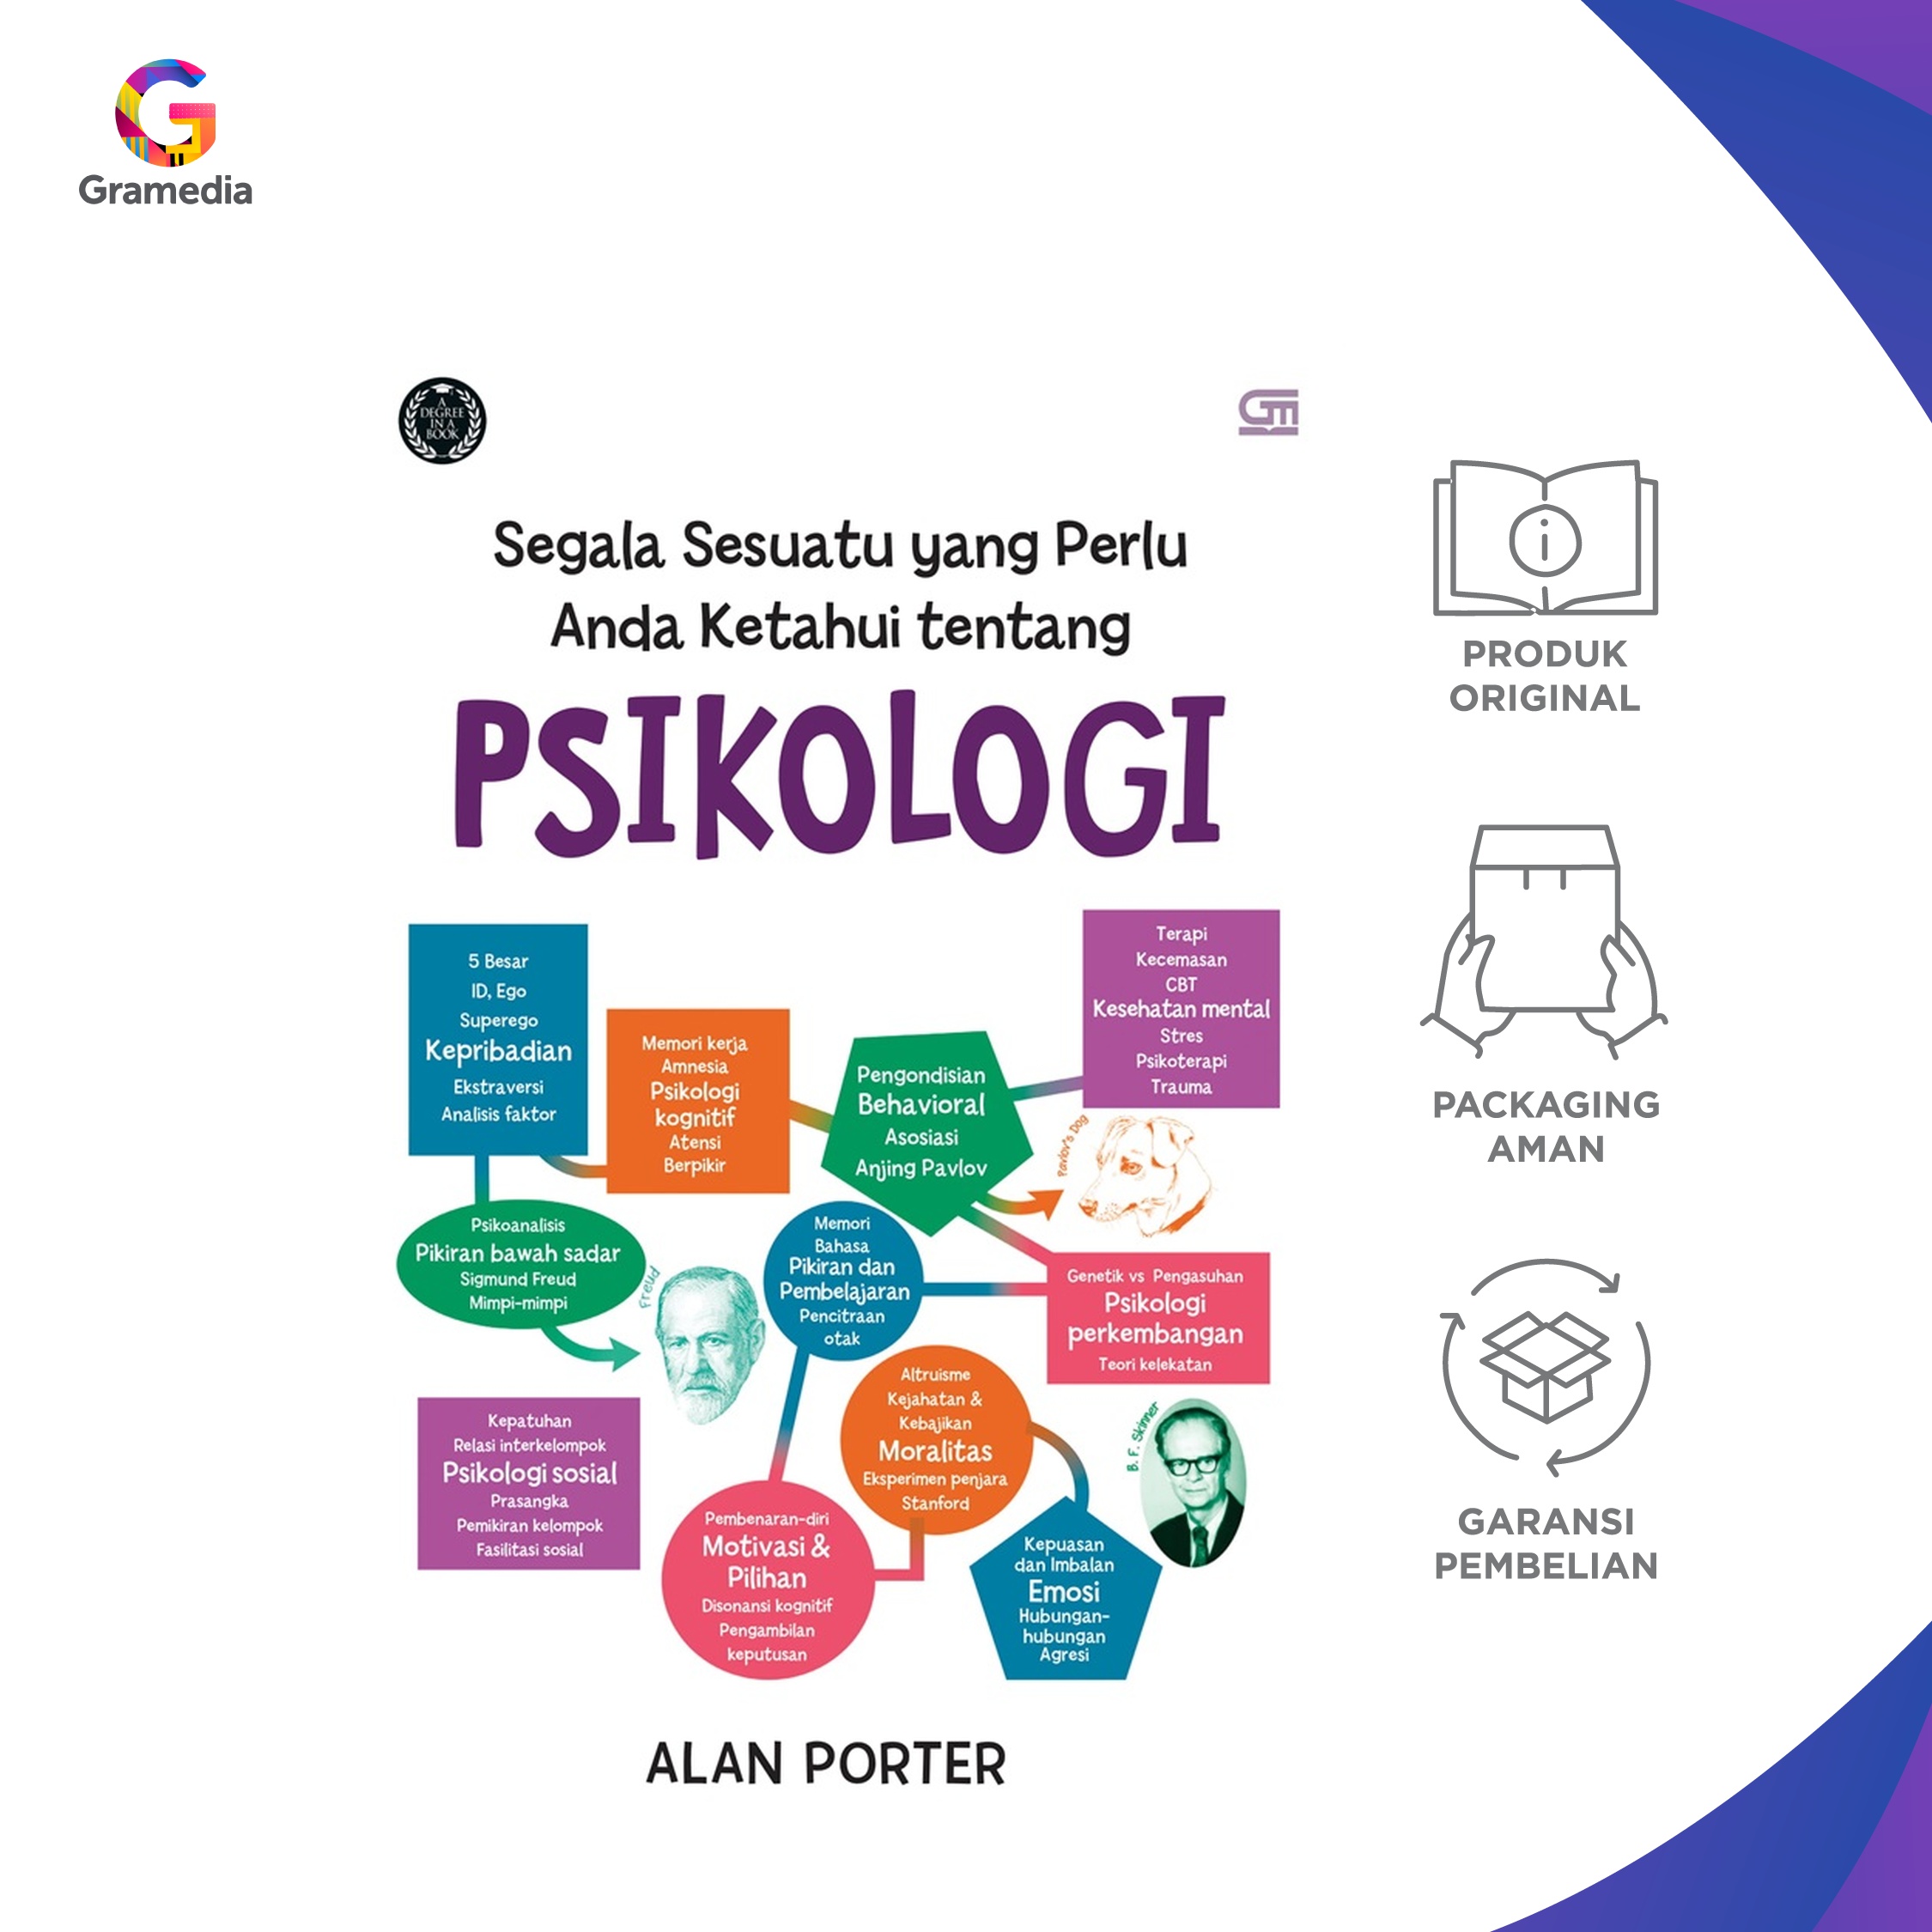 Gramedia
A
DEGREE
IN A
BOOK
Gm
Segala Sesuatu yang Perlu
Anda Ketahui tentang
PSIKOLOGI
5 Besar
ID, Ego
Superego
Kepribadian
Ekstraversi
Analisis faktor
Memori kerja
Amnesia
Psikologi
kognitif
Atensi
Berpikir
Pengondisian
Behavioral
Asosiasi
Anjing Pavlov
Terapi
Kecemasan
CBT
Kesehatan mental
Stres
Psikoterapi
Trauma
Pavlov's Dog
Psikoanalisis
Pikiran bawah sadar
Sigmund Freud
Mimpi-mimpi
Freud
Memori
Bahasa
Pikiran dan
Pembelajaran
Pencitraan
otak
Genetik vs Pengasuhan
Psikologi
perkembangan
Teori kelekatan
Altruisme
Kejahatan &
Kebajikan
Moralitas
Eksperimen penjara
Stanford
B. F. Skinner
Kepatuhan
Relasi interkelompok
Psikologi sosial
Prasangka
Pemikiran kelompok
Fasilitasi sosial
Pembenaran-diri
Motivasi &
Pilihan
Disonansi kognitif
Pengambilan
keputusan
Kepuasan
dan Imbalan
Emosi
Hubungan-
hubungan
Agresi
ALAN PORTER
PRODUK
ORIGINAL
PACKAGING
AMAN
GARANSI
PEMBELIAN